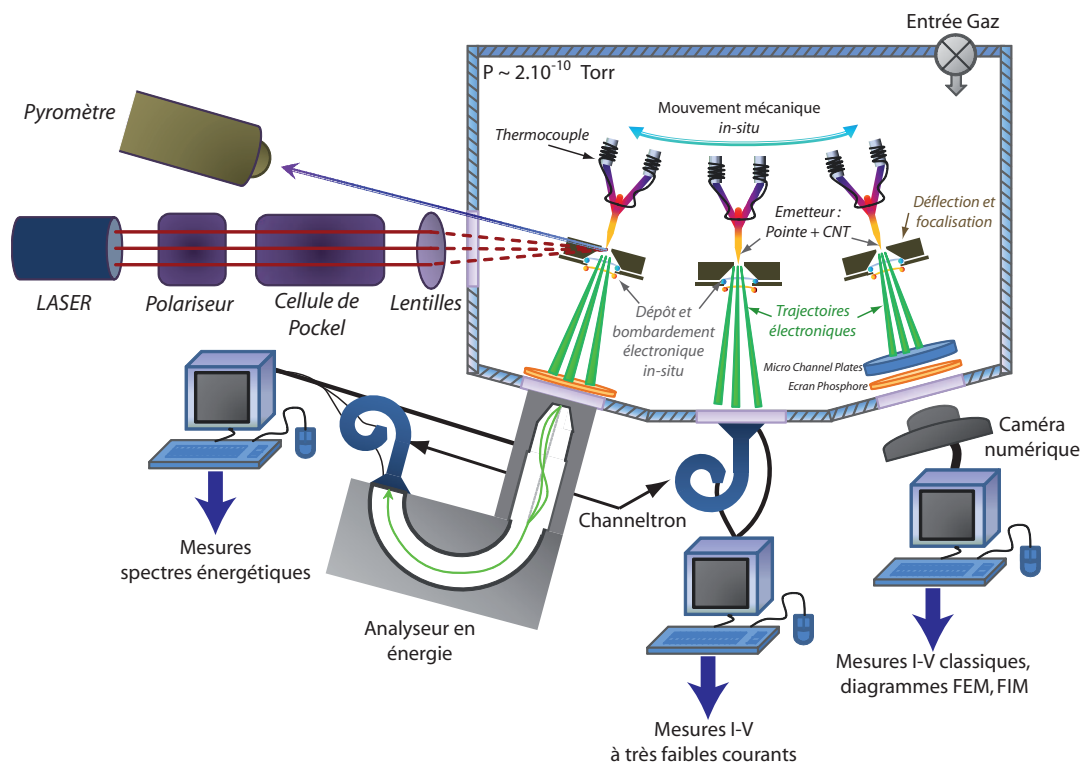 Entrée Gaz
P ~ 2.10⁻¹⁰ Torr
Pyromètre
Mouvement mécanique
in-situ
Thermocouple
Déflection et
focalisation
Emetteur :
Pointe + CNT
LASER
Polariseur
Cellule de
Pockel
Lentilles
Dépôt et
bombardement
électronique
in-situ
Trajectoires
électroniques
Micro Channel Plates
Ecran Phosphore
Caméra
numérique
Channeltron
Mesures
spectres énergétiques
Analyseur en
énergie
Mesures I-V classiques,
diagrammes FEM, FIM
Mesures I-V
à très faibles courants